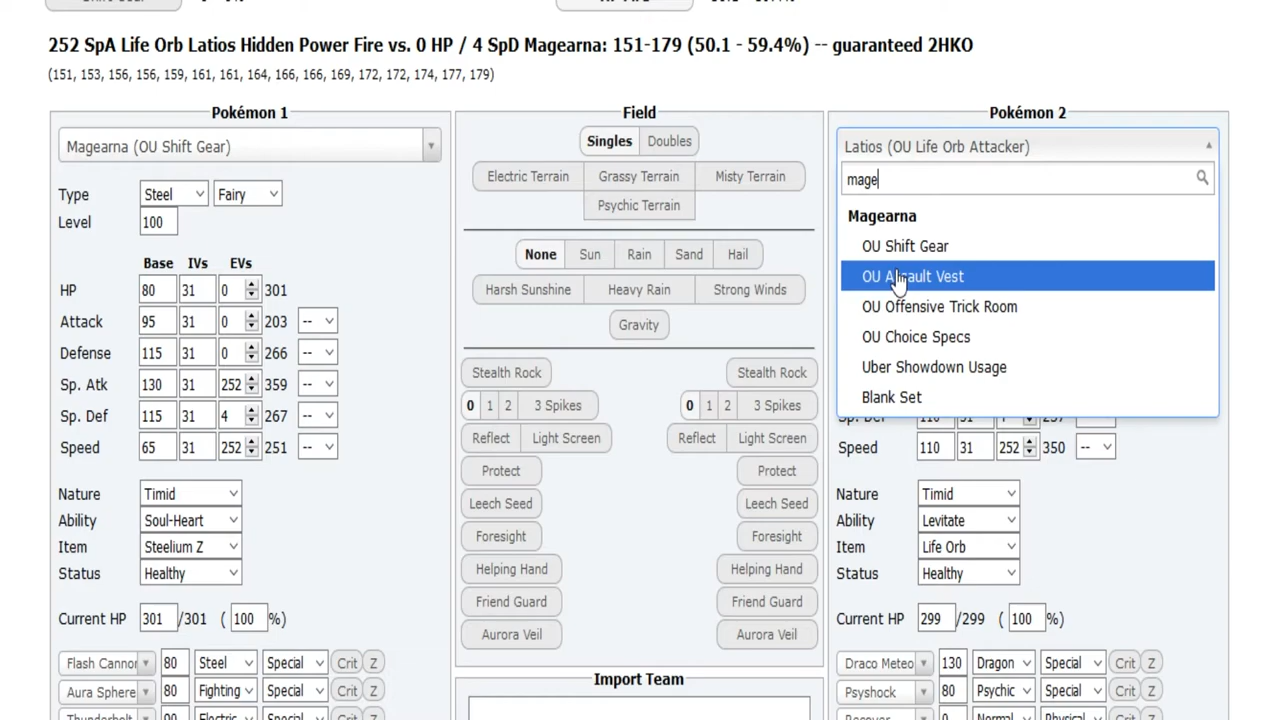 252 SpA Life Orb Latios Hidden Power Fire vs. 0 HP / 4 SpD Magearna: 151-179 (50.1 - 59.4%) -- guaranteed 2HKO
(151, 153, 156, 156, 159, 161, 161, 164, 166, 166, 169, 172, 172, 174, 177, 179)
Pokémon 1
Magearna (OU Shift Gear)
Type Steel Fairy
Level 100
Base IVs EVs
HP 80 31 0 301
Attack 95 31 0 203 --
Defense 115 31 0 266 --
Sp. Atk 130 31 252 359 --
Sp. Def 115 31 4 267 --
Speed 65 31 252 251 --
Nature Timid
Ability Soul-Heart
Item Steelium Z
Status Healthy
Current HP 301 /301 ( 100 %)
Flash Cannor 80 Steel Special Crit Z
Aura Sphere 80 Fighting Special Crit Z
Field
Singles Doubles
Electric Terrain Grassy Terrain Misty Terrain
Psychic Terrain
None Sun Rain Sand Hail
Harsh Sunshine Heavy Rain Strong Winds
Gravity
Stealth Rock Stealth Rock
0 1 2 3 Spikes 0 1 2 3 Spikes
Reflect Light Screen Reflect Light Screen
Protect Protect
Leech Seed Leech Seed
Foresight Foresight
Helping Hand Helping Hand
Friend Guard Friend Guard
Aurora Veil Aurora Veil
Import Team
Pokémon 2
Latios (OU Life Orb Attacker)
mage
Magearna
OU Shift Gear
OU Assault Vest
OU Offensive Trick Room
OU Choice Specs
Uber Showdown Usage
Blank Set
Speed 110 31 252 350 --
Nature Timid
Ability Levitate
Item Life Orb
Status Healthy
Current HP 299 /299 ( 100 %)
Draco Meteo 130 Dragon Special Crit Z
Psyshock 80 Psychic Special Crit Z